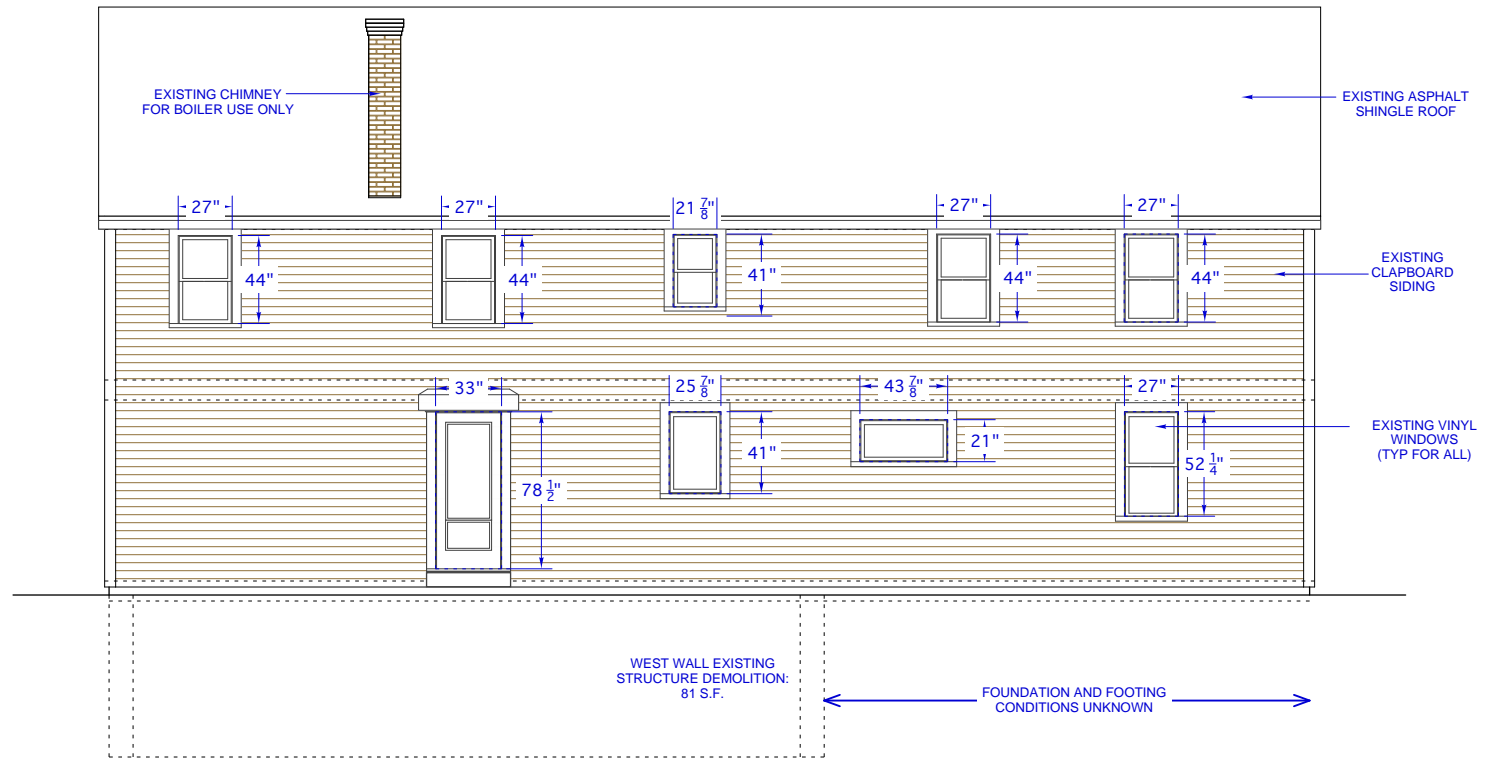 EXISTING CHIMNEY
FOR BOILER USE ONLY
EXISTING ASPHALT
SHINGLE ROOF
27"
27"
21 7/8"
27"
27"
44"
44"
41"
44"
44"
EXISTING
CLAPBOARD
SIDING
33"
25 7/8"
43 7/8"
27"
78 1/2"
41"
21"
52 1/4"
EXISTING VINYL
WINDOWS
(TYP FOR ALL)
WEST WALL EXISTING
STRUCTURE DEMOLITION:
81 S.F.
FOUNDATION AND FOOTING
CONDITIONS UNKNOWN